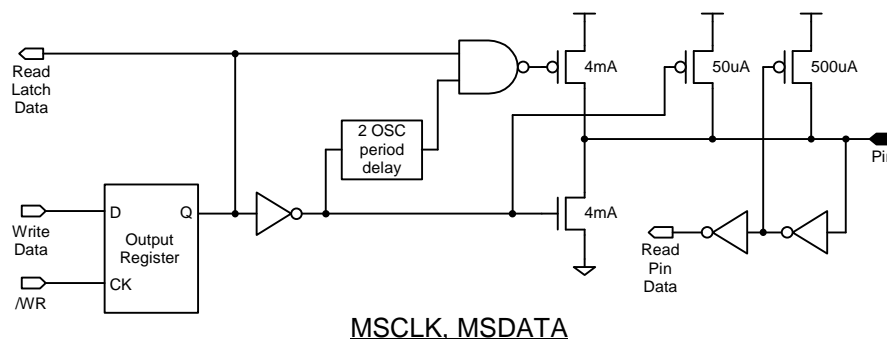 4mA
50uA
500uA
Read
Latch
Data
2 OSC
period
delay
Pin
D
Q
4mA
Write
Data
Output
Register
Read
Pin
Data
CK
/WR
MSCLK, MSDATA